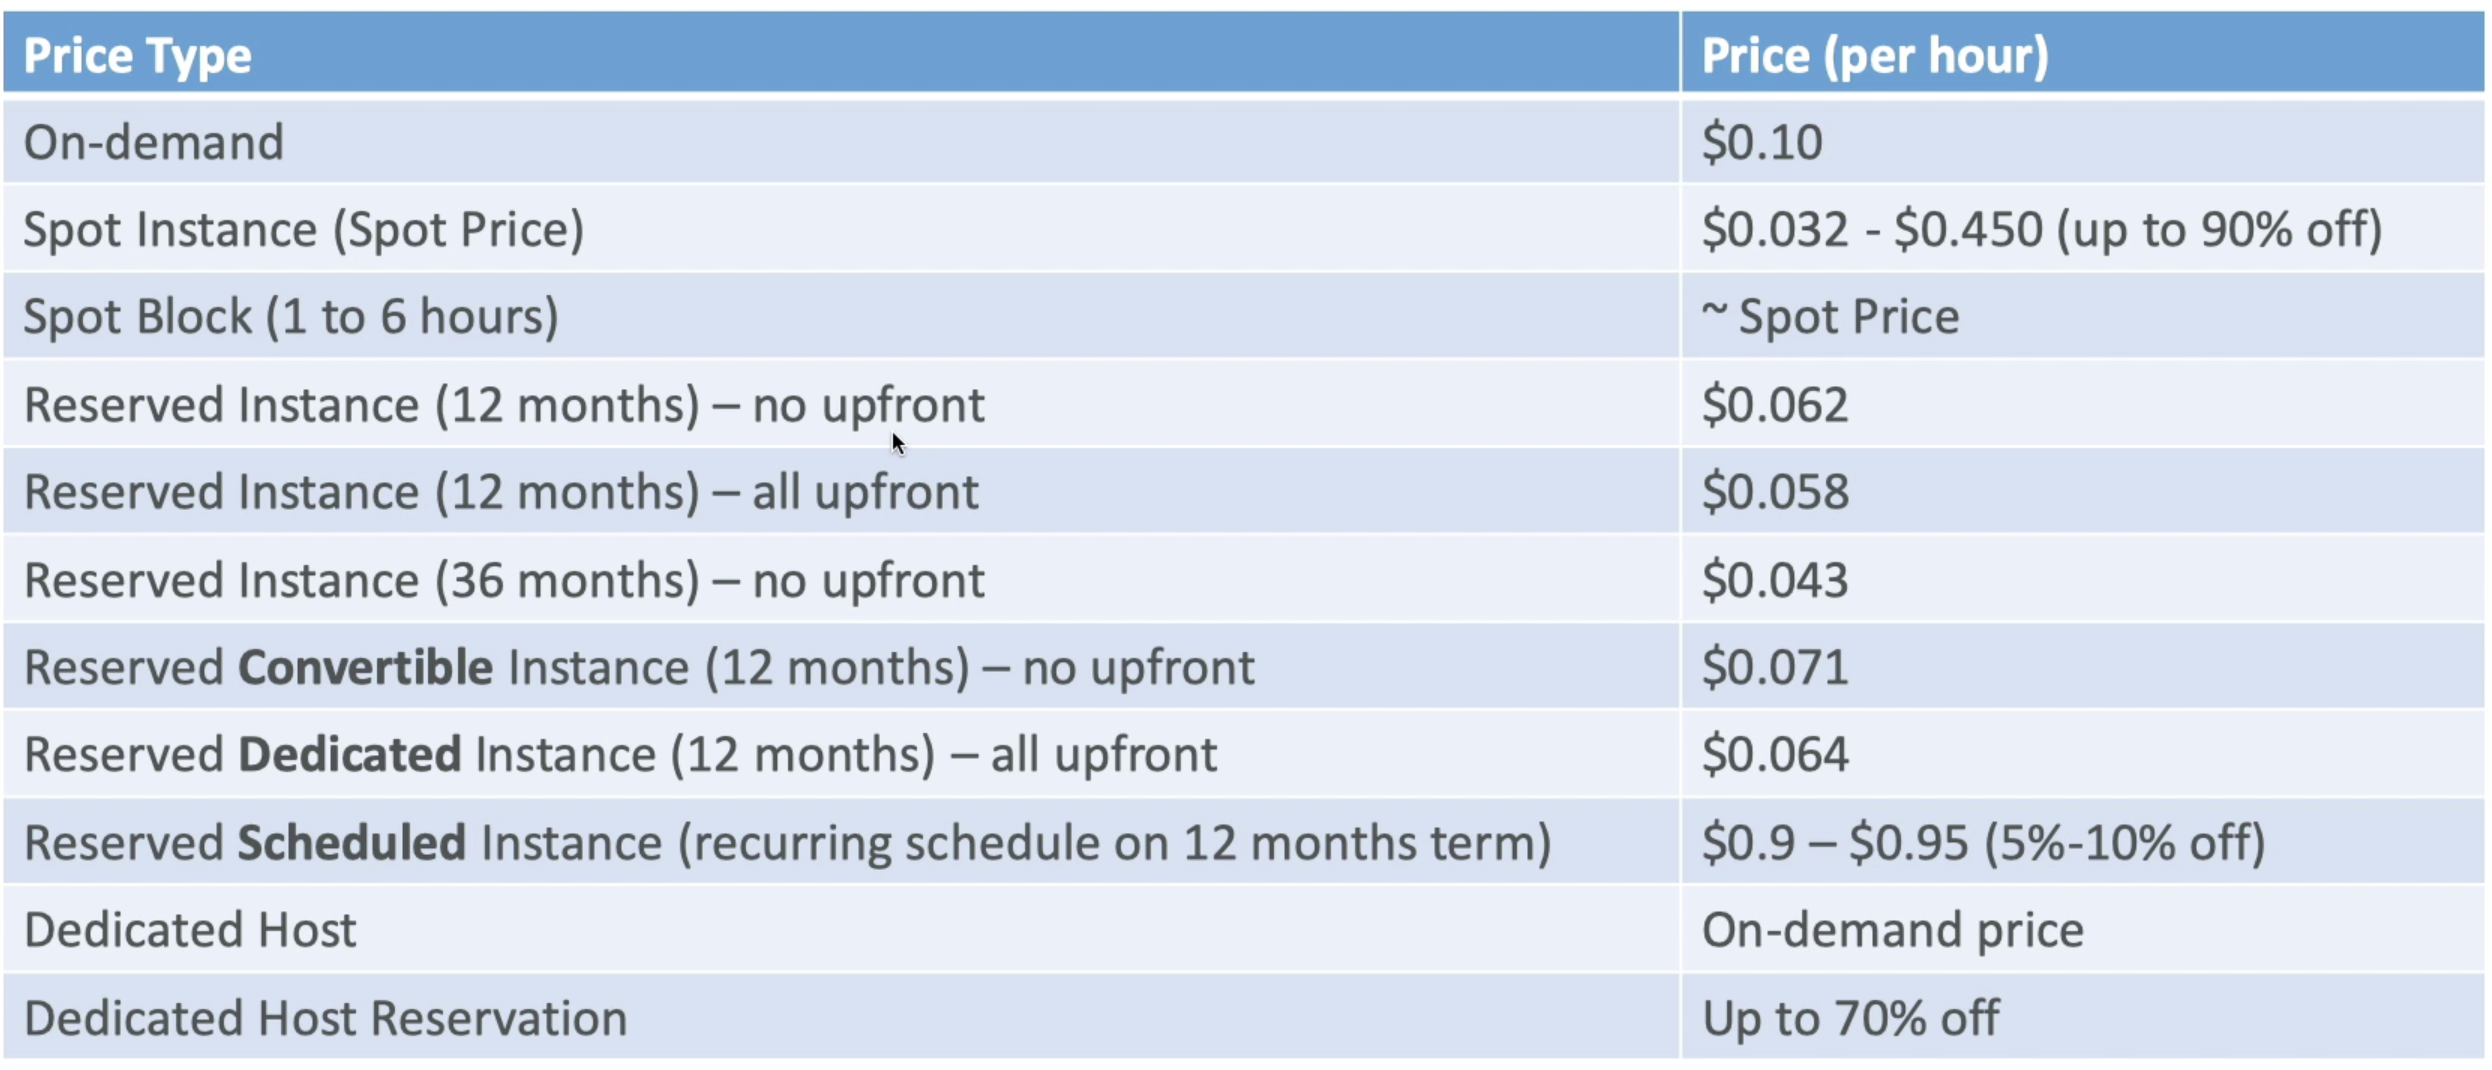 Price Type Price (per hour)
On-demand $0.10
Spot Instance (Spot Price) $0.032 - $0.450 (up to 90% off)
Spot Block (1 to 6 hours) ~ Spot Price
Reserved Instance (12 months) – no upfront $0.062
Reserved Instance (12 months) – all upfront $0.058
Reserved Instance (36 months) – no upfront $0.043
Reserved Convertible Instance (12 months) – no upfront $0.071
Reserved Dedicated Instance (12 months) – all upfront $0.064
Reserved Scheduled Instance (recurring schedule on 12 months term) $0.9 – $0.95 (5%-10% off)
Dedicated Host On-demand price
Dedicated Host Reservation Up to 70% off